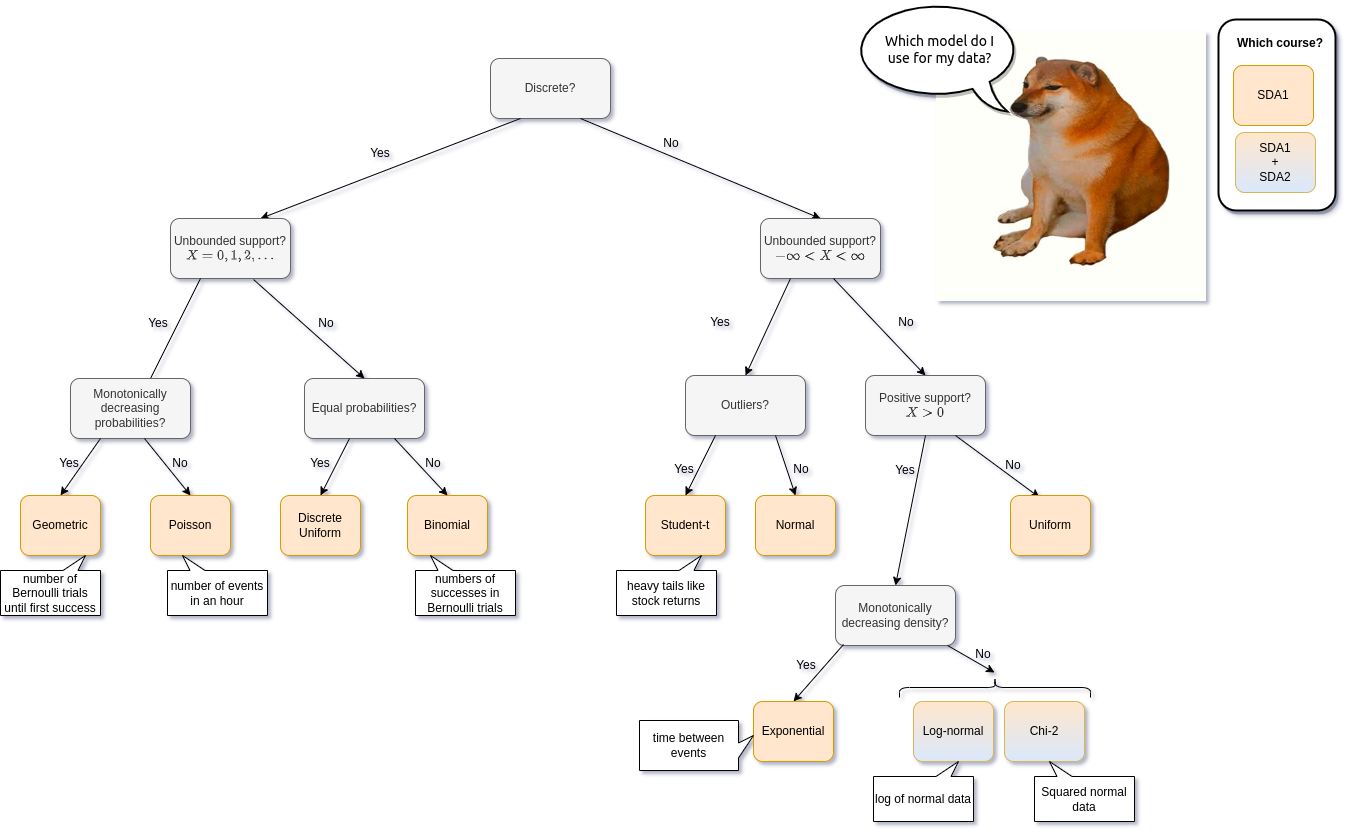 Which model do I
use for my data?
Which course?
SDA1
SDA1
+
SDA2
Discrete?
Yes
No
Unbounded support?
X = 0, 1, 2, . . .
Unbounded support?
−∞ < X < ∞
Yes
No
Yes
No
Monotonically
decreasing
probabilities?
Equal probabilities?
Outliers?
Positive support?
X > 0
Yes
No
Yes
No
Yes
No
Yes
No
Geometric
Poisson
Discrete
Uniform
Binomial
Student-t
Normal
Uniform
number of
Bernoulli trials
until first success
number of events
in an hour
numbers of
successes in
Bernoulli trials
heavy tails like
stock returns
Monotonically
decreasing density?
Yes
No
time between
events
Exponential
Log-normal
Chi-2
log of normal data
Squared normal
data